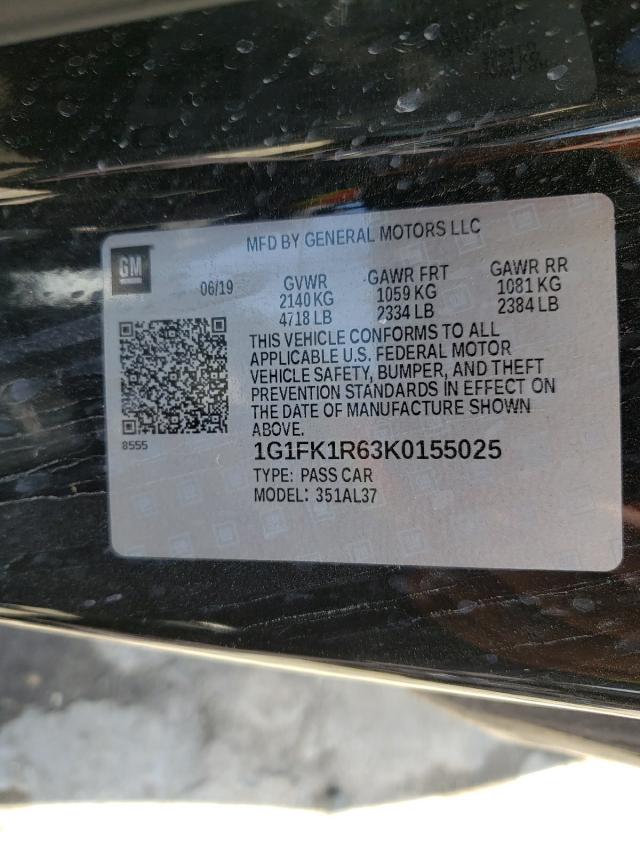 MFD BY GENERAL MOTORS LLC
GM
06/19
GVWR GAWR FRT GAWR RR
2140 KG 1059 KG 1081 KG
4718 LB 2334 LB 2384 LB
THIS VEHICLE CONFORMS TO ALL
APPLICABLE U.S. FEDERAL MOTOR
VEHICLE SAFETY, BUMPER, AND THEFT
PREVENTION STANDARDS IN EFFECT ON
THE DATE OF MANUFACTURE SHOWN
ABOVE.
8555
1G1FK1R63K0155025
TYPE: PASS CAR
MODEL: 351AL37